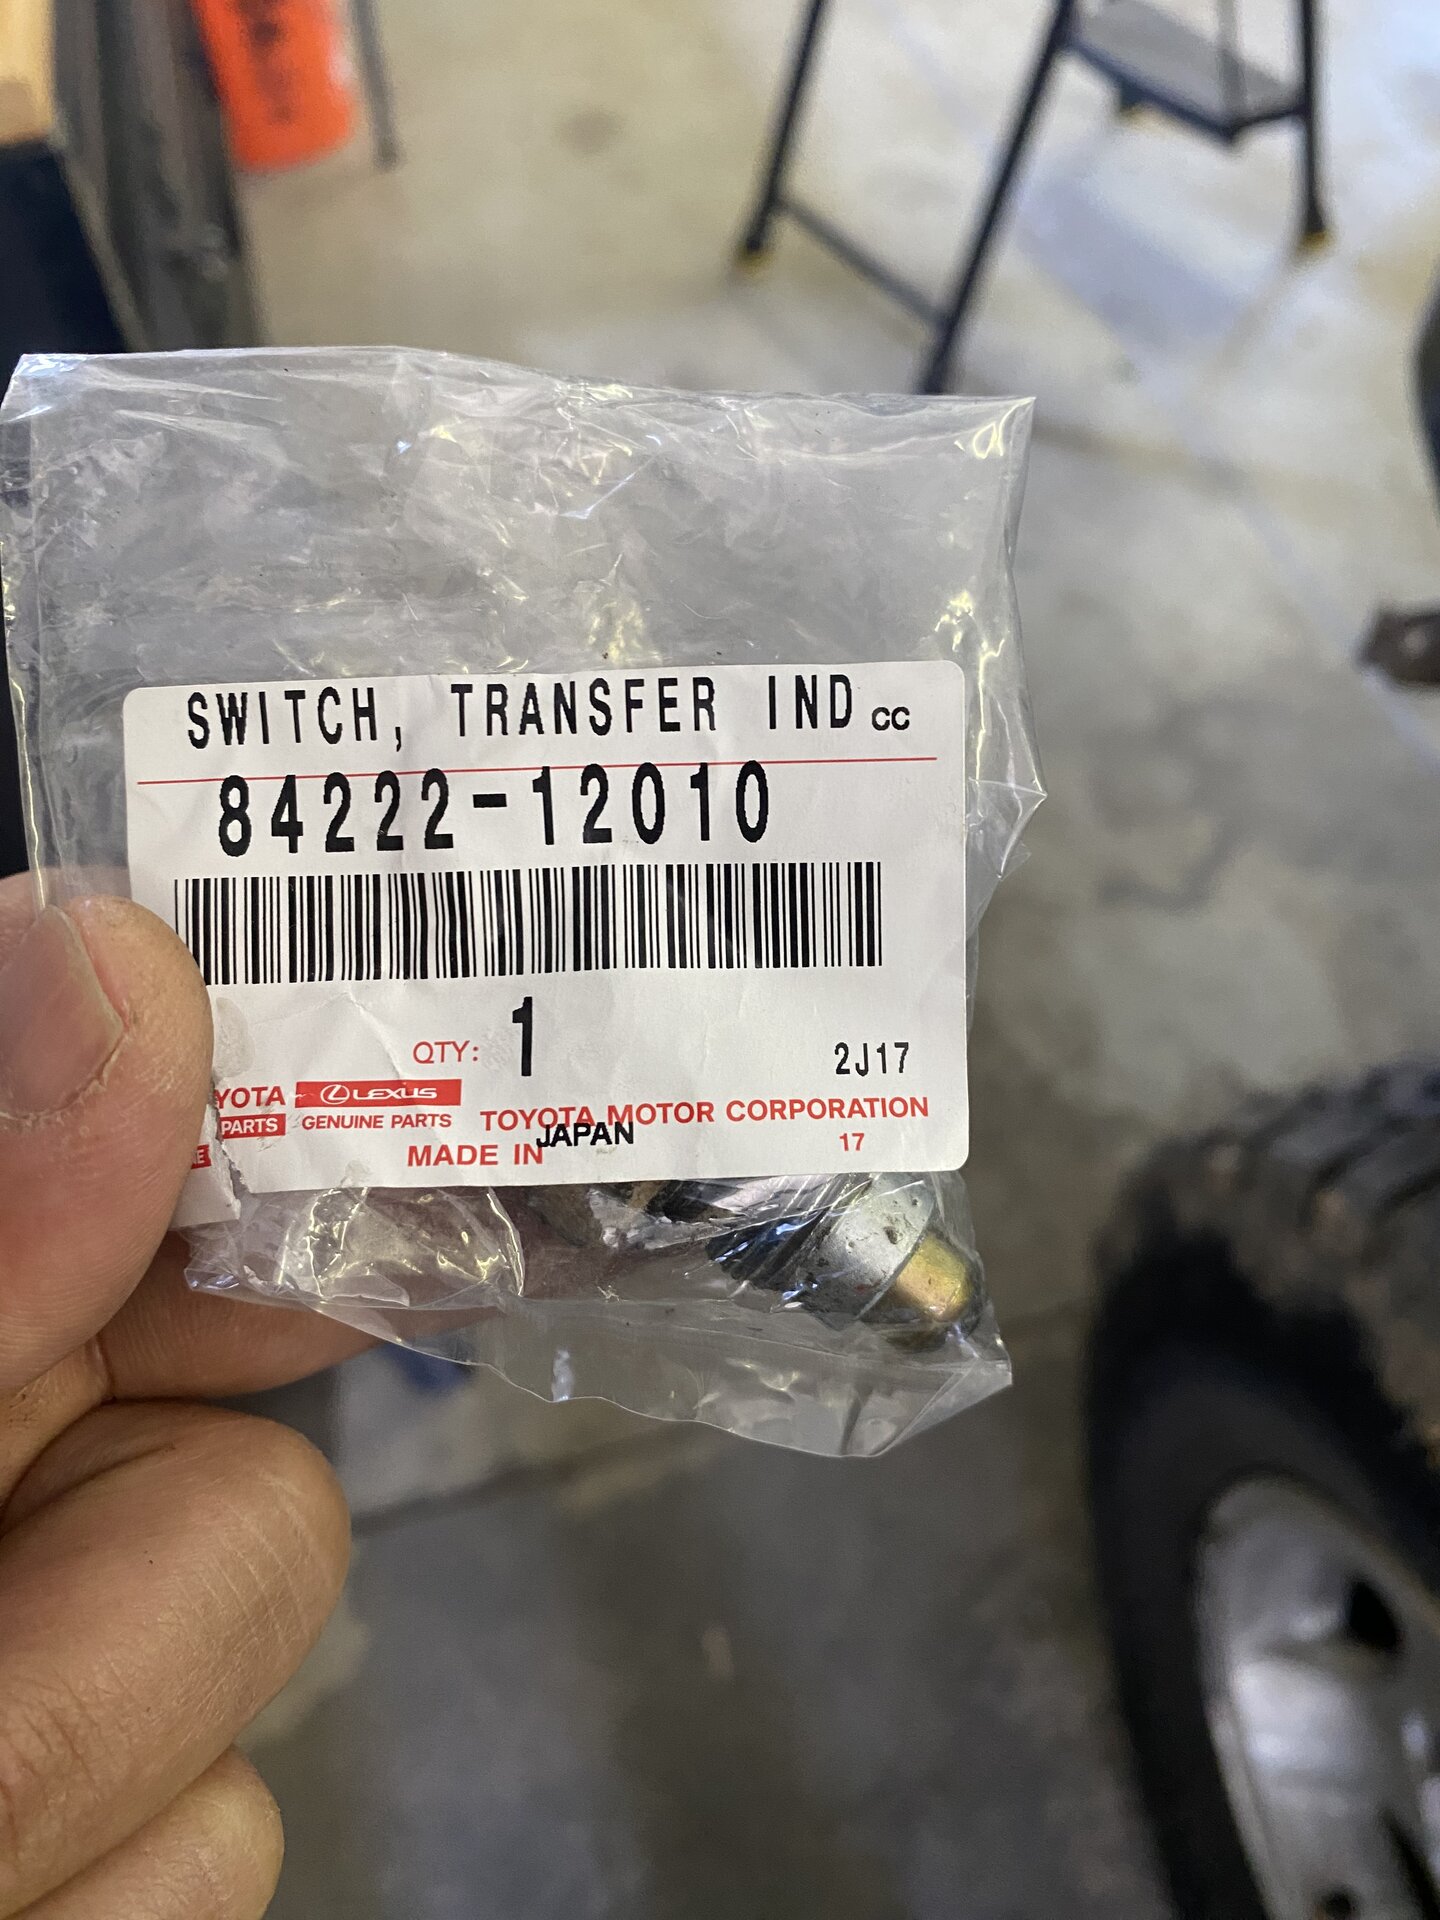 SWITCH, TRANSFER IND CC
84222-12010
QTY: 1
2J17
YOTA LEXUS
PARTS GENUINE PARTS TOYOTA MOTOR CORPORATION
MADE IN JAPAN 17